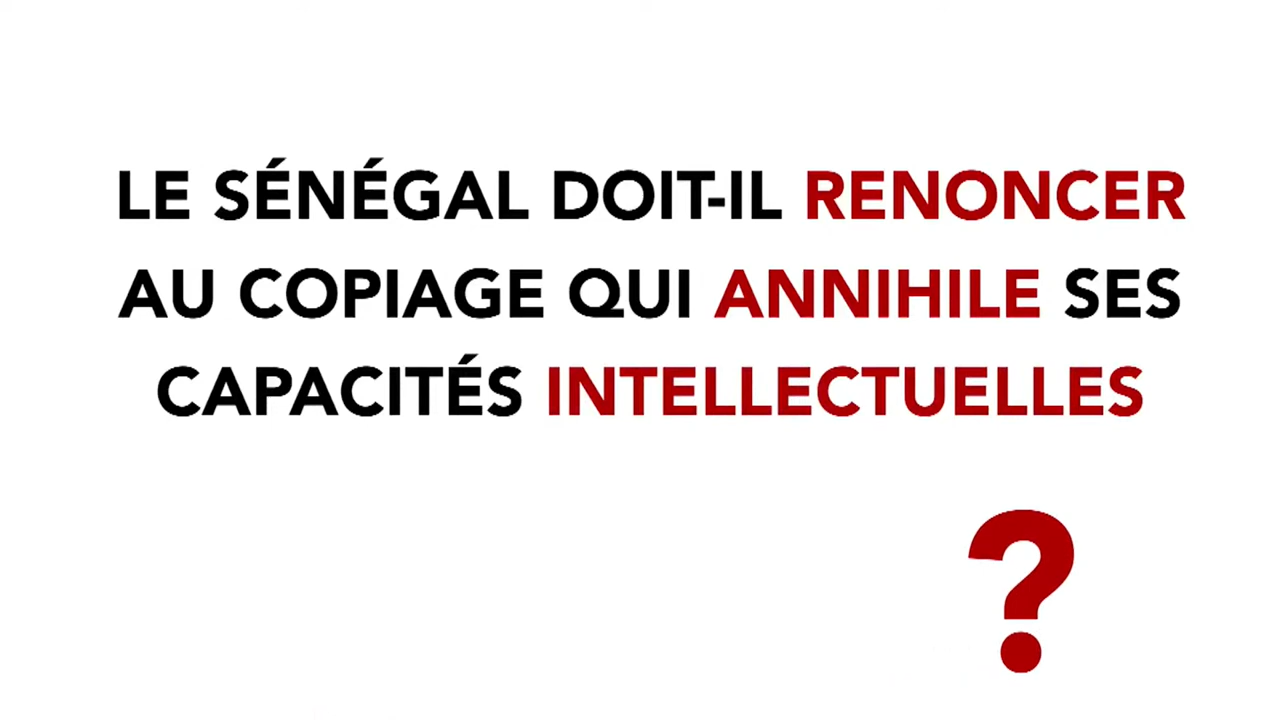 LE SÉNÉGAL DOIT-IL RENONCER
AU COPIAGE QUI ANNIHILE SES
CAPACITÉS INTELLECTUELLES
?